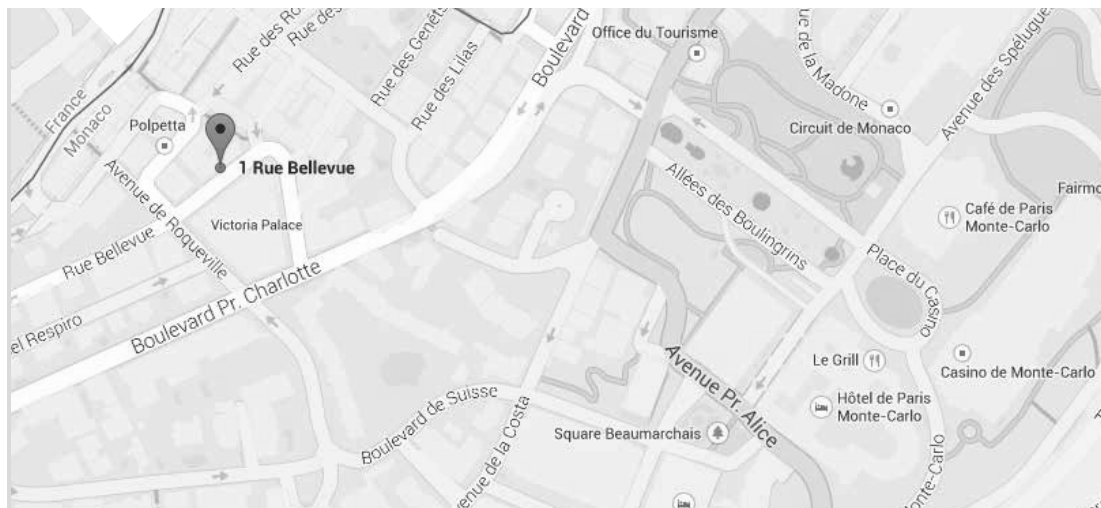 Rue des
Rue des
Rue des Genêts
Rue des Lilas
Boulevard
Office du Tourisme
ue de la Madone
Avenue des Spélugues
France
Monaco
Polpetta
1 Rue Bellevue
Circuit de Monaco
Avenue de Roqueville
Victoria Palace
Allées des Boulingrins
Café de Paris
Monte-Carlo
Fairmo
Rue Bellevue
Boulevard Pr. Charlotte
Place du Casino
el Respiro
Le Grill
Casino de Monte-Carlo
Avenue Pr. Alice
Hôtel de Paris
Monte-Carlo
Boulevard de Suisse
Square Beaumarchais
venue de la Costa
onte-Carlo